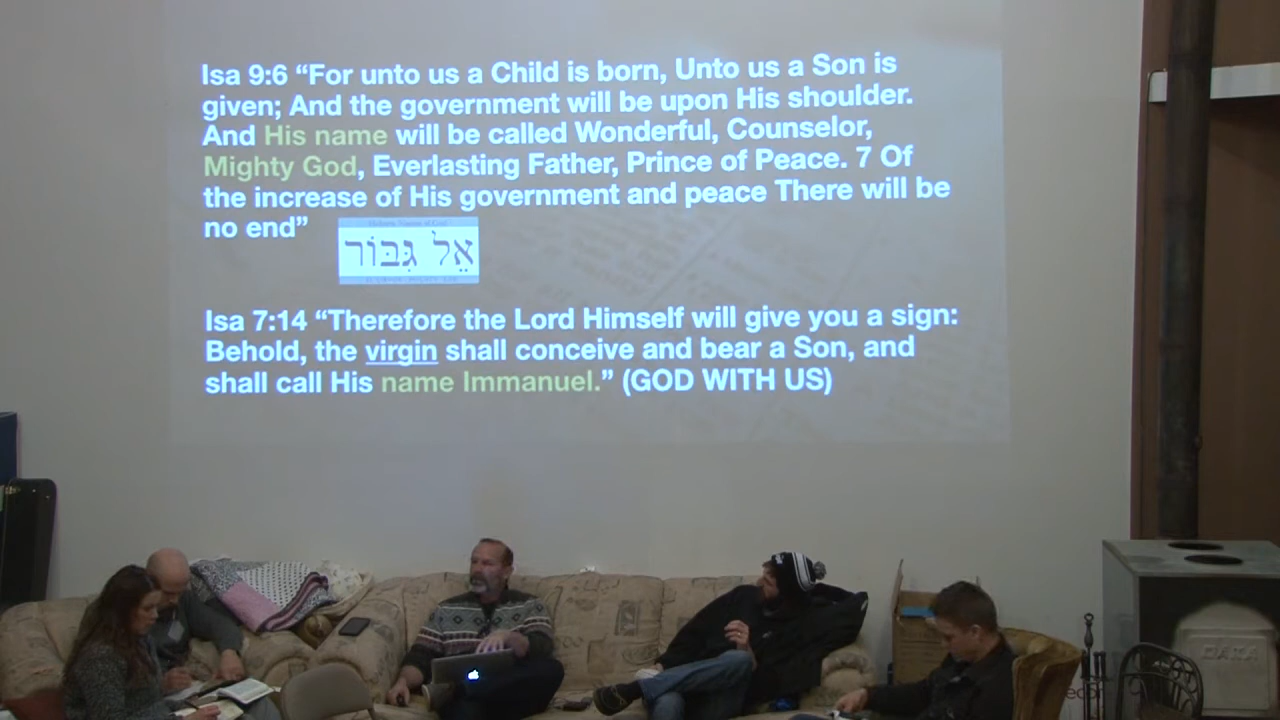 Isa 9:6 “For unto us a Child is born, Unto us a Son is
given; And the government will be upon His shoulder.
And His name will be called Wonderful, Counselor,
Mighty God, Everlasting Father, Prince of Peace. 7 Of
the increase of His government and peace There will be
no end”
אֵל גִּבּוֹר
Isa 7:14 “Therefore the Lord Himself will give you a sign:
Behold, the virgin shall conceive and bear a Son, and
shall call His name Immanuel.” (GOD WITH US)
DAKA